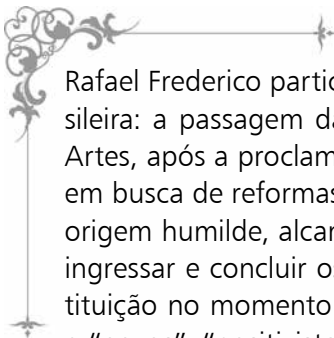 Rafael Frederico partic
sileira: a passagem da
Artes, após a proclam
em busca de reformas
origem humilde, alcar
ingressar e concluir o
tituição no momento